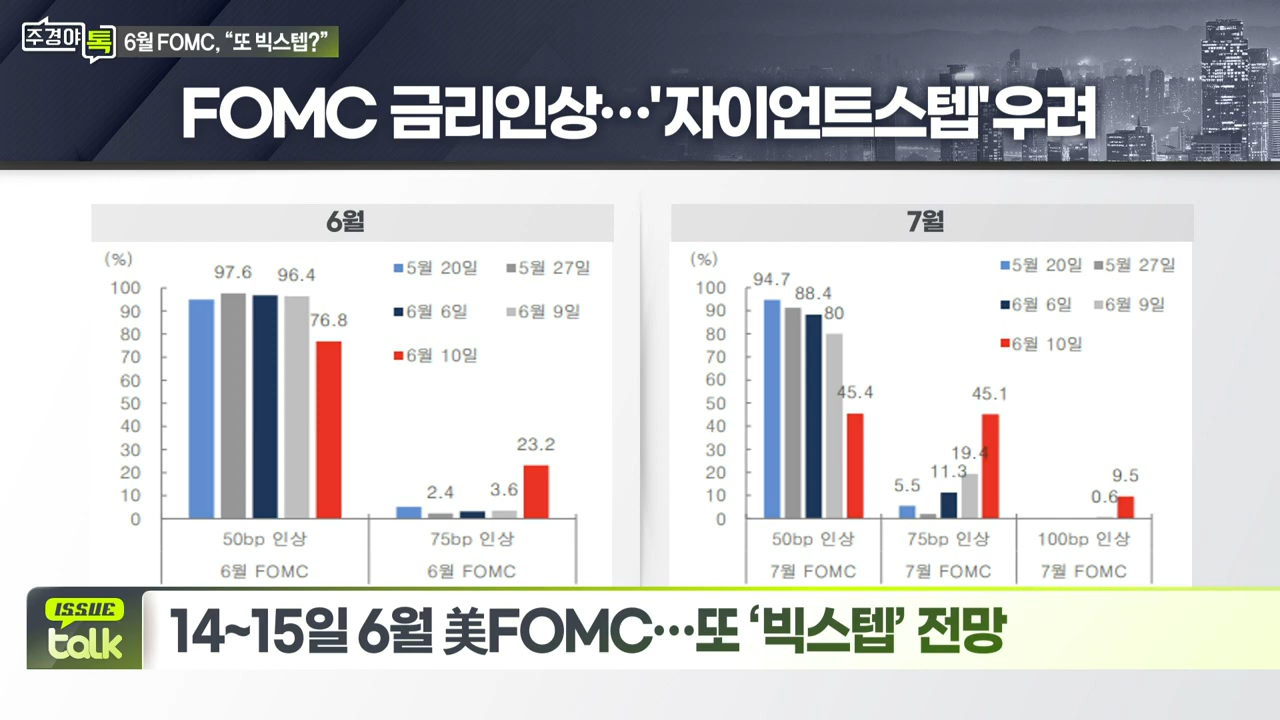 주경야톡
6월 FOMC, “또 빅스텝?”
FOMC 금리인상…'자이언트스텝'우려
6월
(%)
97.6
96.4
76.8
2.4
3.6
23.2
5월 20일
5월 27일
6월 6일
6월 9일
6월 10일
100
90
80
70
60
50
40
30
20
10
0
50bp 인상
75bp 인상
6월 FOMC
6월 FOMC
7월
(%)
94.7
88.4
80
45.4
5.5
11.3
19.4
45.1
0.6
9.5
5월 20일
5월 27일
6월 6일
6월 9일
6월 10일
100
90
80
70
60
50
40
30
20
10
0
50bp 인상
75bp 인상
100bp 인상
7월 FOMC
7월 FOMC
7월 FOMC
ISSUE
talk
14~15일 6월 美FOMC…또 ‘빅스텝’ 전망